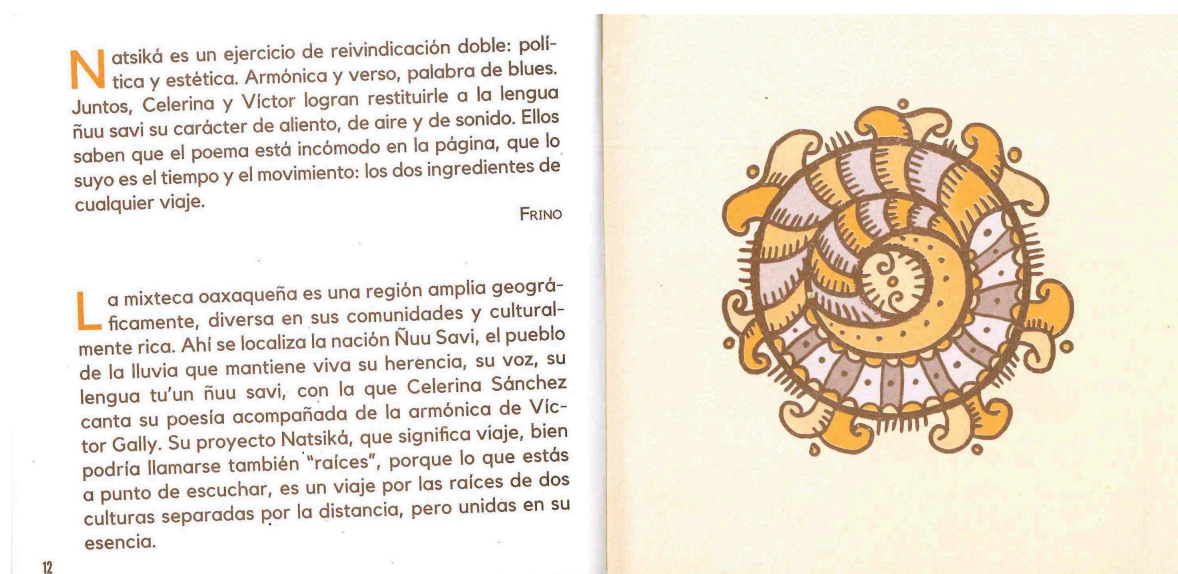 Natsiká es un ejercicio de reivindicación doble: polí-
tica y estética. Armónica y verso, palabra de blues.
Juntos, Celerina y Víctor logran restituirle a la lengua
ñuu savi su carácter de aliento, de aire y de sonido. Ellos
saben que el poema está incómodo en la página, que lo
suyo es el tiempo y el movimiento: los dos ingredientes de
cualquier viaje.
Frino
La mixteca oaxaqueña es una región amplia geográ-
ficamente, diversa en sus comunidades y cultural-
mente rica. Ahí se localiza la nación Ñuu Savi, el pueblo
de la lluvia que mantiene viva su herencia, su voz, su
lengua tu'un ñuu savi, con la que Celerina Sánchez
canta su poesía acompañada de la armónica de Víc-
tor Gally. Su proyecto Natsiká, que significa viaje, bien
podría llamarse también "raíces", porque lo que estás
a punto de escuchar, es un viaje por las raíces de dos
culturas separadas por la distancia, pero unidas en su
esencia.
12